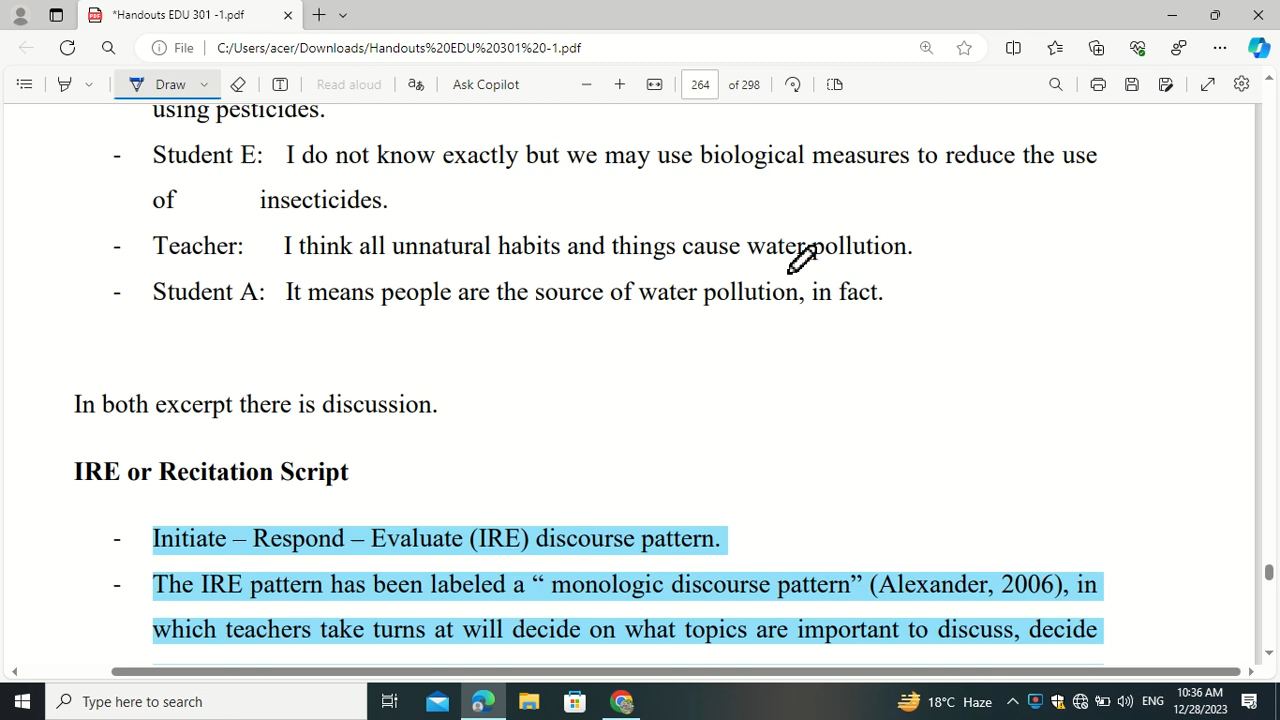 *Handouts EDU 301 -1.pdf
File C:/Users/acer/Downloads/Handouts%20EDU%20301%20-1.pdf
Draw Read aloud aあ Ask Copilot 264 of 298
using pesticides.
- Student E: I do not know exactly but we may use biological measures to reduce the use
of insecticides.
- Teacher: I think all unnatural habits and things cause water pollution.
- Student A: It means people are the source of water pollution, in fact.
In both excerpt there is discussion.
IRE or Recitation Script
- Initiate – Respond – Evaluate (IRE) discourse pattern.
- The IRE pattern has been labeled a “ monologic discourse pattern” (Alexander, 2006), in
which teachers take turns at will decide on what topics are important to discuss, decide
Type here to search 18°C Haze ENG 10:36 AM
12/28/2023